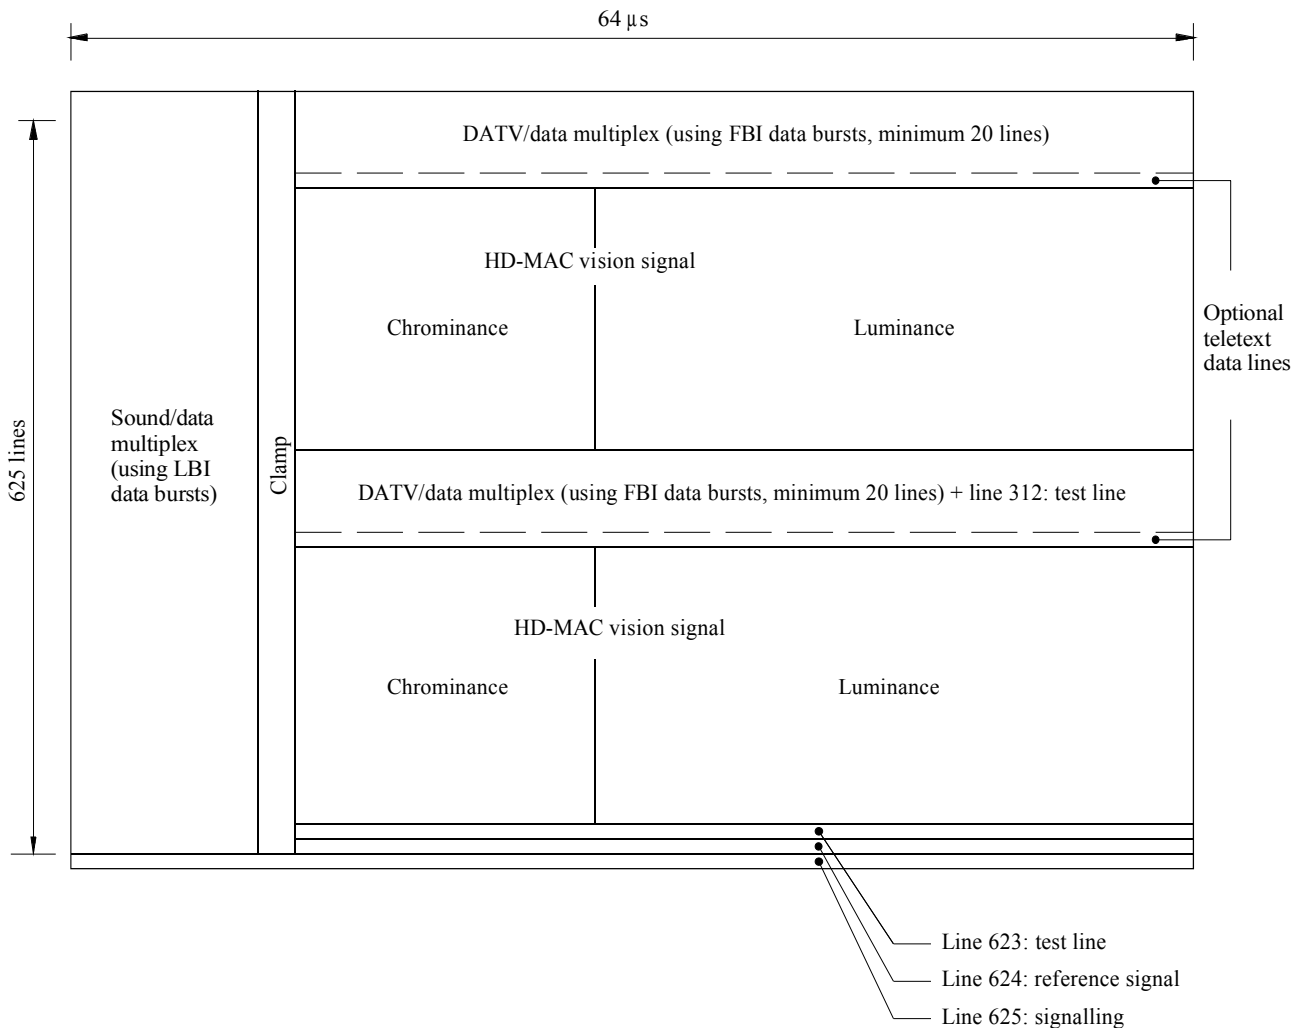 64 µs
DATV/data multiplex (using FBI data bursts, minimum 20 lines)
HD-MAC vision signal
Chrominance
Luminance
Optional
teletext
data lines
625 lines
Sound/data
multiplex
(using LBI
data bursts)
Clamp
DATV/data multiplex (using FBI data bursts, minimum 20 lines) + line 312: test line
HD-MAC vision signal
Chrominance
Luminance
Line 623: test line
Line 624: reference signal
Line 625: signalling